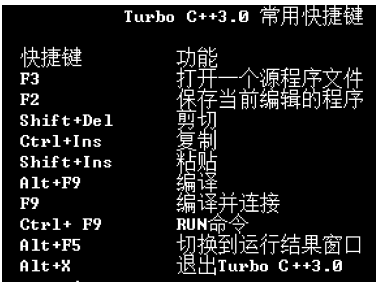 Turbo C++3.0 常用快捷键
快捷键 功能
F3 打开一个源程序文件
F2 保存当前编辑的程序
Shift+Del 剪切
Ctrl+Ins 复制
Shift+Ins 粘贴
Alt+F9 编译
F9 编译并连接
Ctrl+ F9 RUN命令
Alt+F5 切换到运行结果窗口
Alt+X 退出Turbo C++3.0